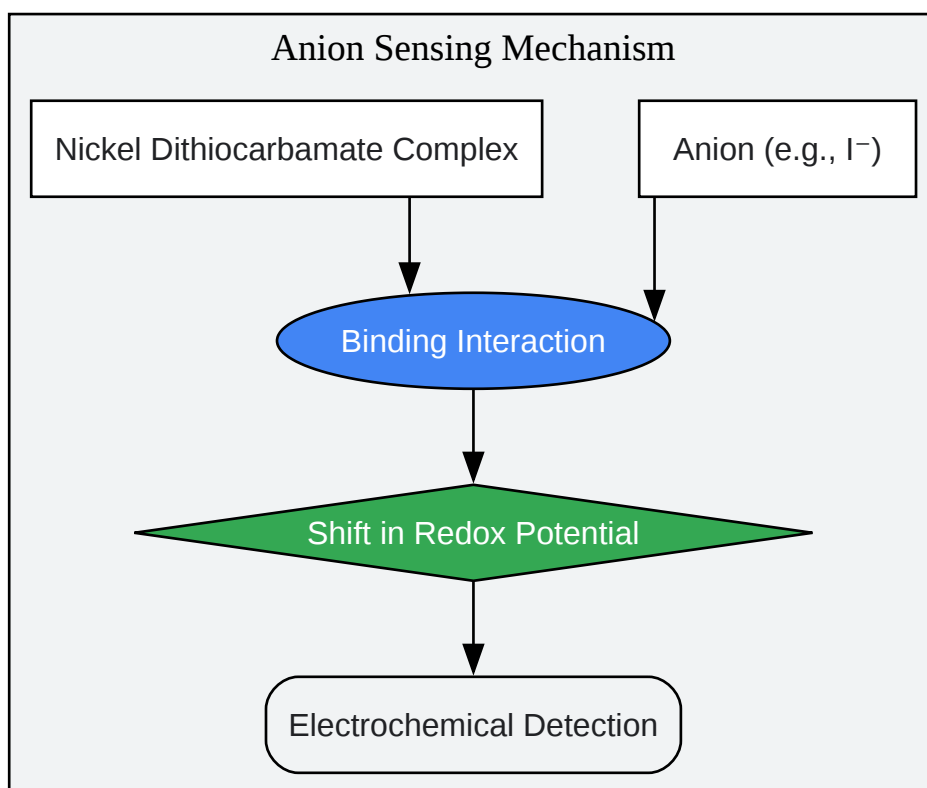 Anion Sensing Mechanism
Nickel Dithiocarbamate Complex
Anion (e.g., I⁻)
Binding Interaction
Shift in Redox Potential
Electrochemical Detection